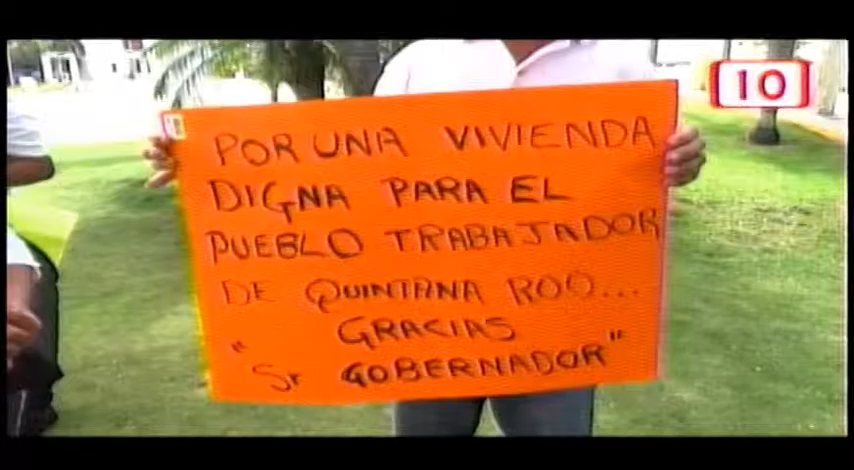 10
POR UNA VIVIENDA
DIGNA PARA EL
PUEBLO TRABAJADOR
DE QUINTANA ROO...
GRACIAS
"Sr GOBERNADOR"